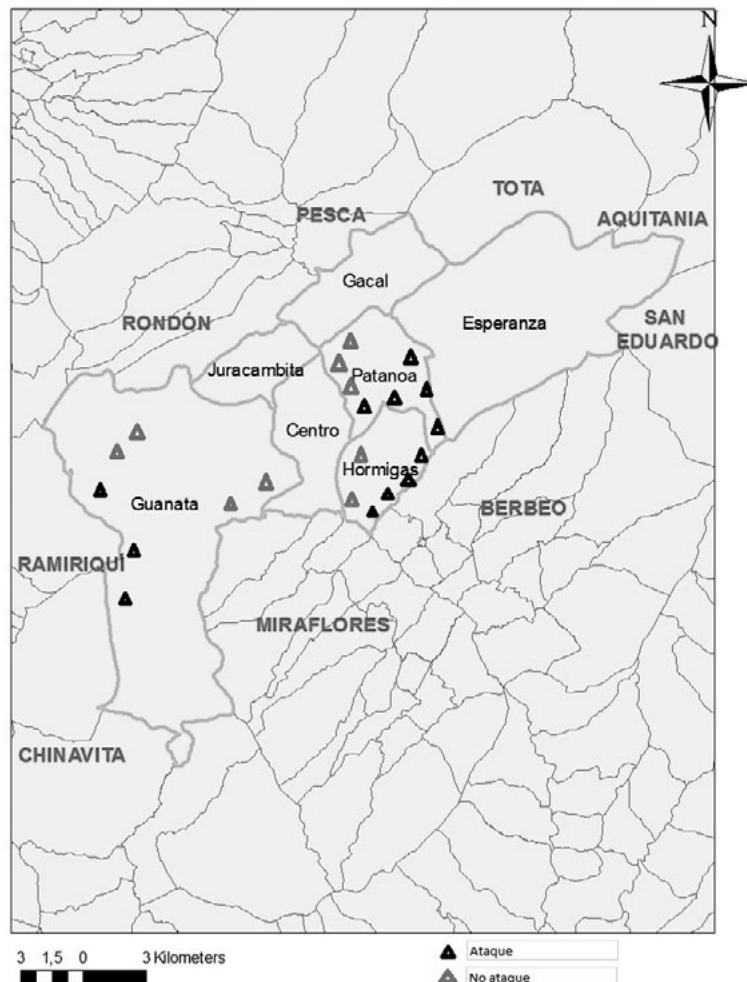 N
TOTA
PESCA
AQUITANIA
Gacal
RONDÓN
Esperanza
SAN
EDUARDO
Juracambita
Patanoa
Centro
Hormigas
Guanata
BERBEO
RAMIRIQUÍ
MIRAFLORES
CHINAVITA
3 1,5 0 3 Kilometers
Ataque
No ataque